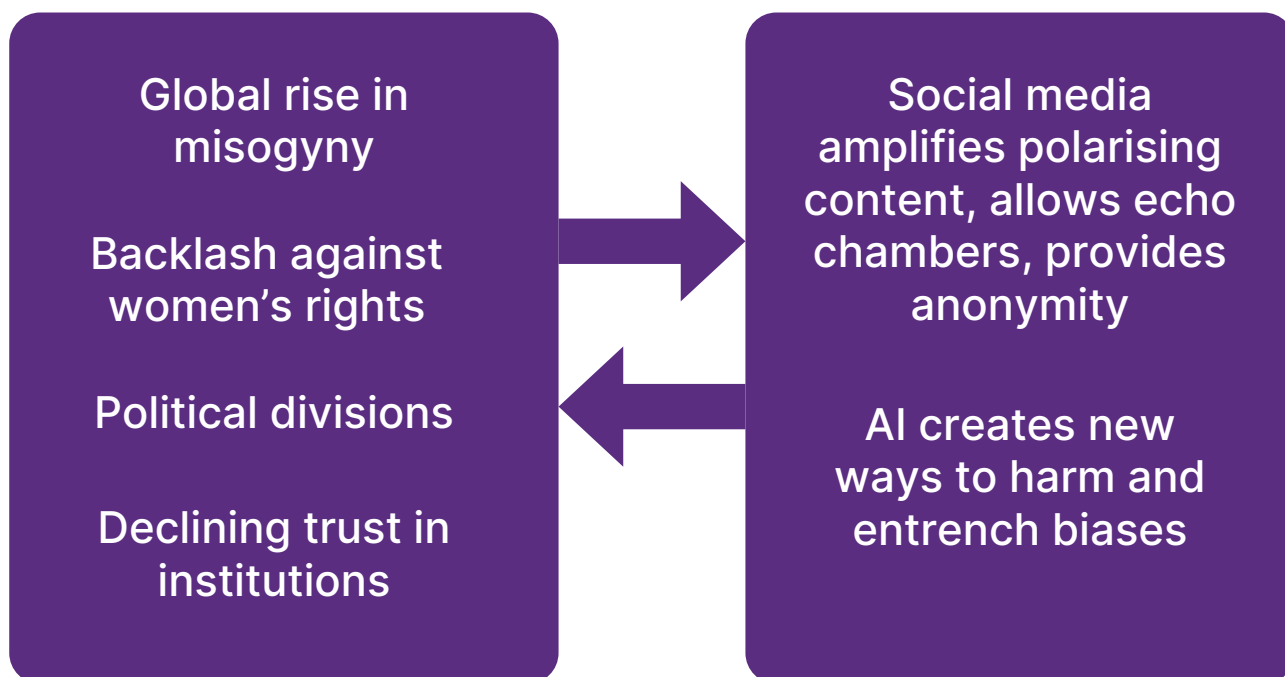 Global rise in
misogyny
Backlash against
women’s rights
Political divisions
Declining trust in
institutions
Social media
amplifies polarising
content, allows echo
chambers, provides
anonymity
AI creates new
ways to harm and
entrench biases